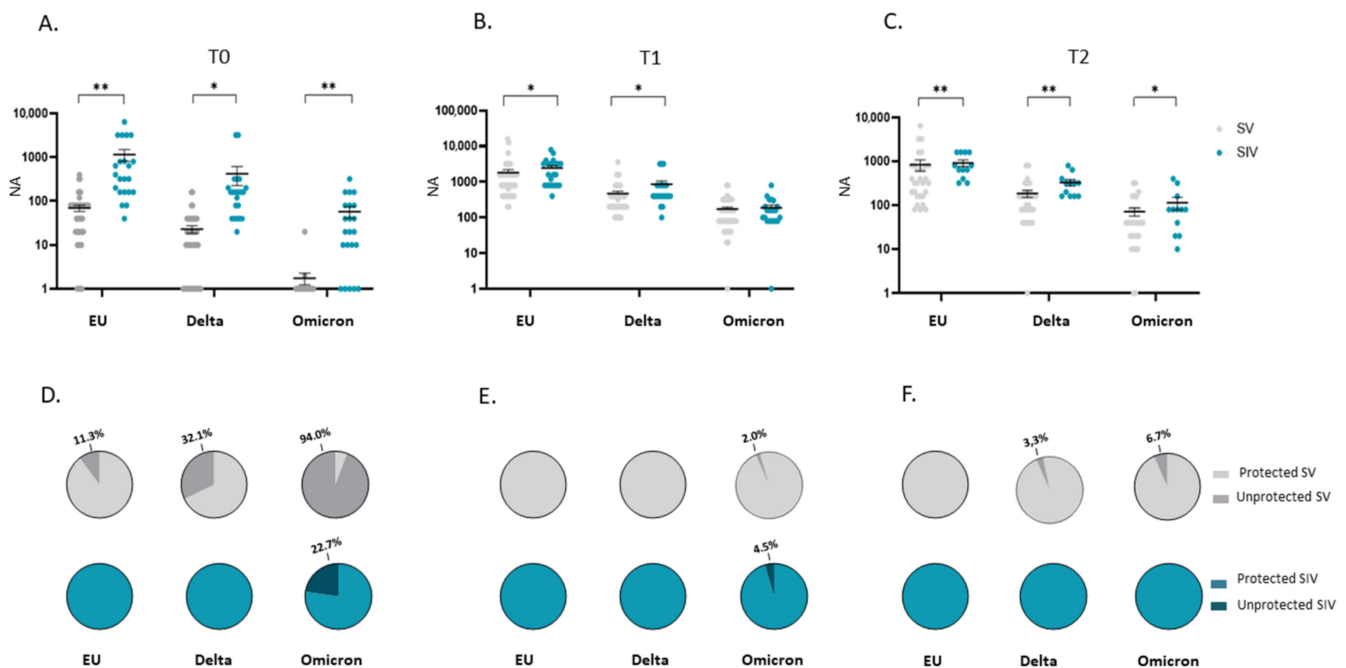 A.
B.
C.
T0
T1
T2
** * **
* *
** ** *
NA
10,000
1000
100
10
1
EU Delta Omicron
NA
100,000
10,000
1000
100
10
1
EU Delta Omicron
NA
10,000
1000
100
10
1
EU Delta Omicron
SV
SIV
D.
E.
F.
11.3% 32.1% 94.0%
2.0%
3,3% 6.7%
Protected SV
Unprotected SV
22.7%
4.5%
Protected SIV
Unprotected SIV
EU Delta Omicron
EU Delta Omicron
EU Delta Omicron